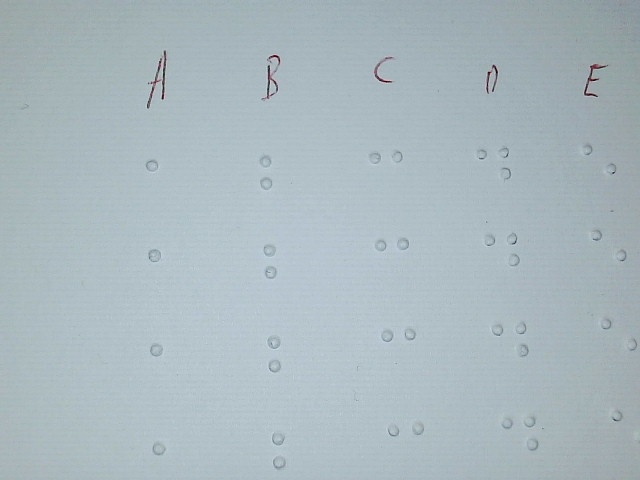 A B C D E
⠁ ⠃ ⠉ ⠙ ⠑
⠁ ⠃ ⠉ ⠙ ⠑
⠁ ⠃ ⠉ ⠙ ⠑
⠁ ⠃ ⠉ ⠙ ⠑